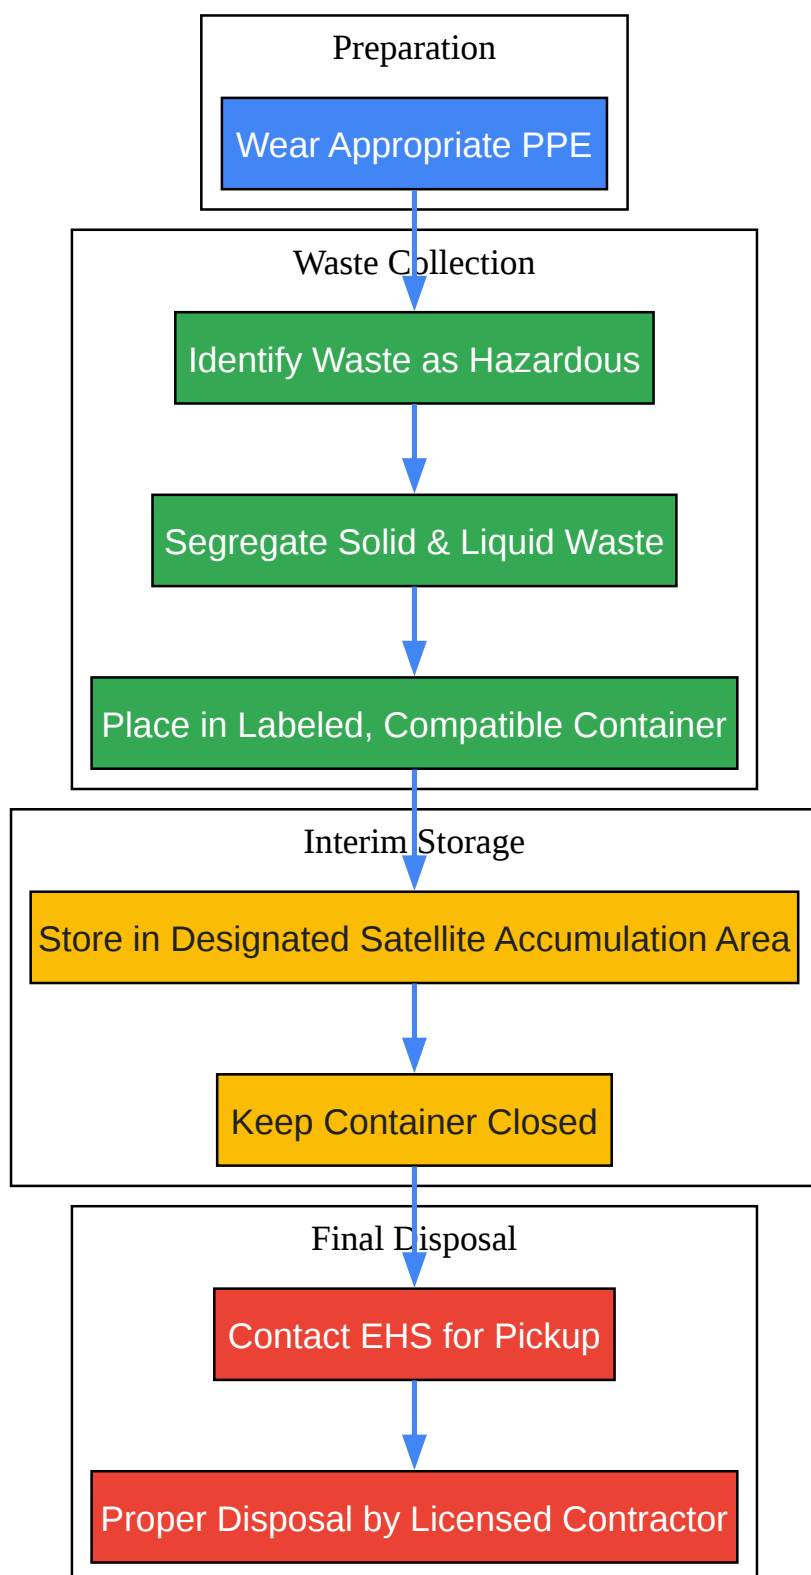 Preparation
Wear Appropriate PPE
Waste Collection
Identify Waste as Hazardous
Segregate Solid & Liquid Waste
Place in Labeled, Compatible Container
Interim Storage
Store in Designated Satellite Accumulation Area
Keep Container Closed
Final Disposal
Contact EHS for Pickup
Proper Disposal by Licensed Contractor